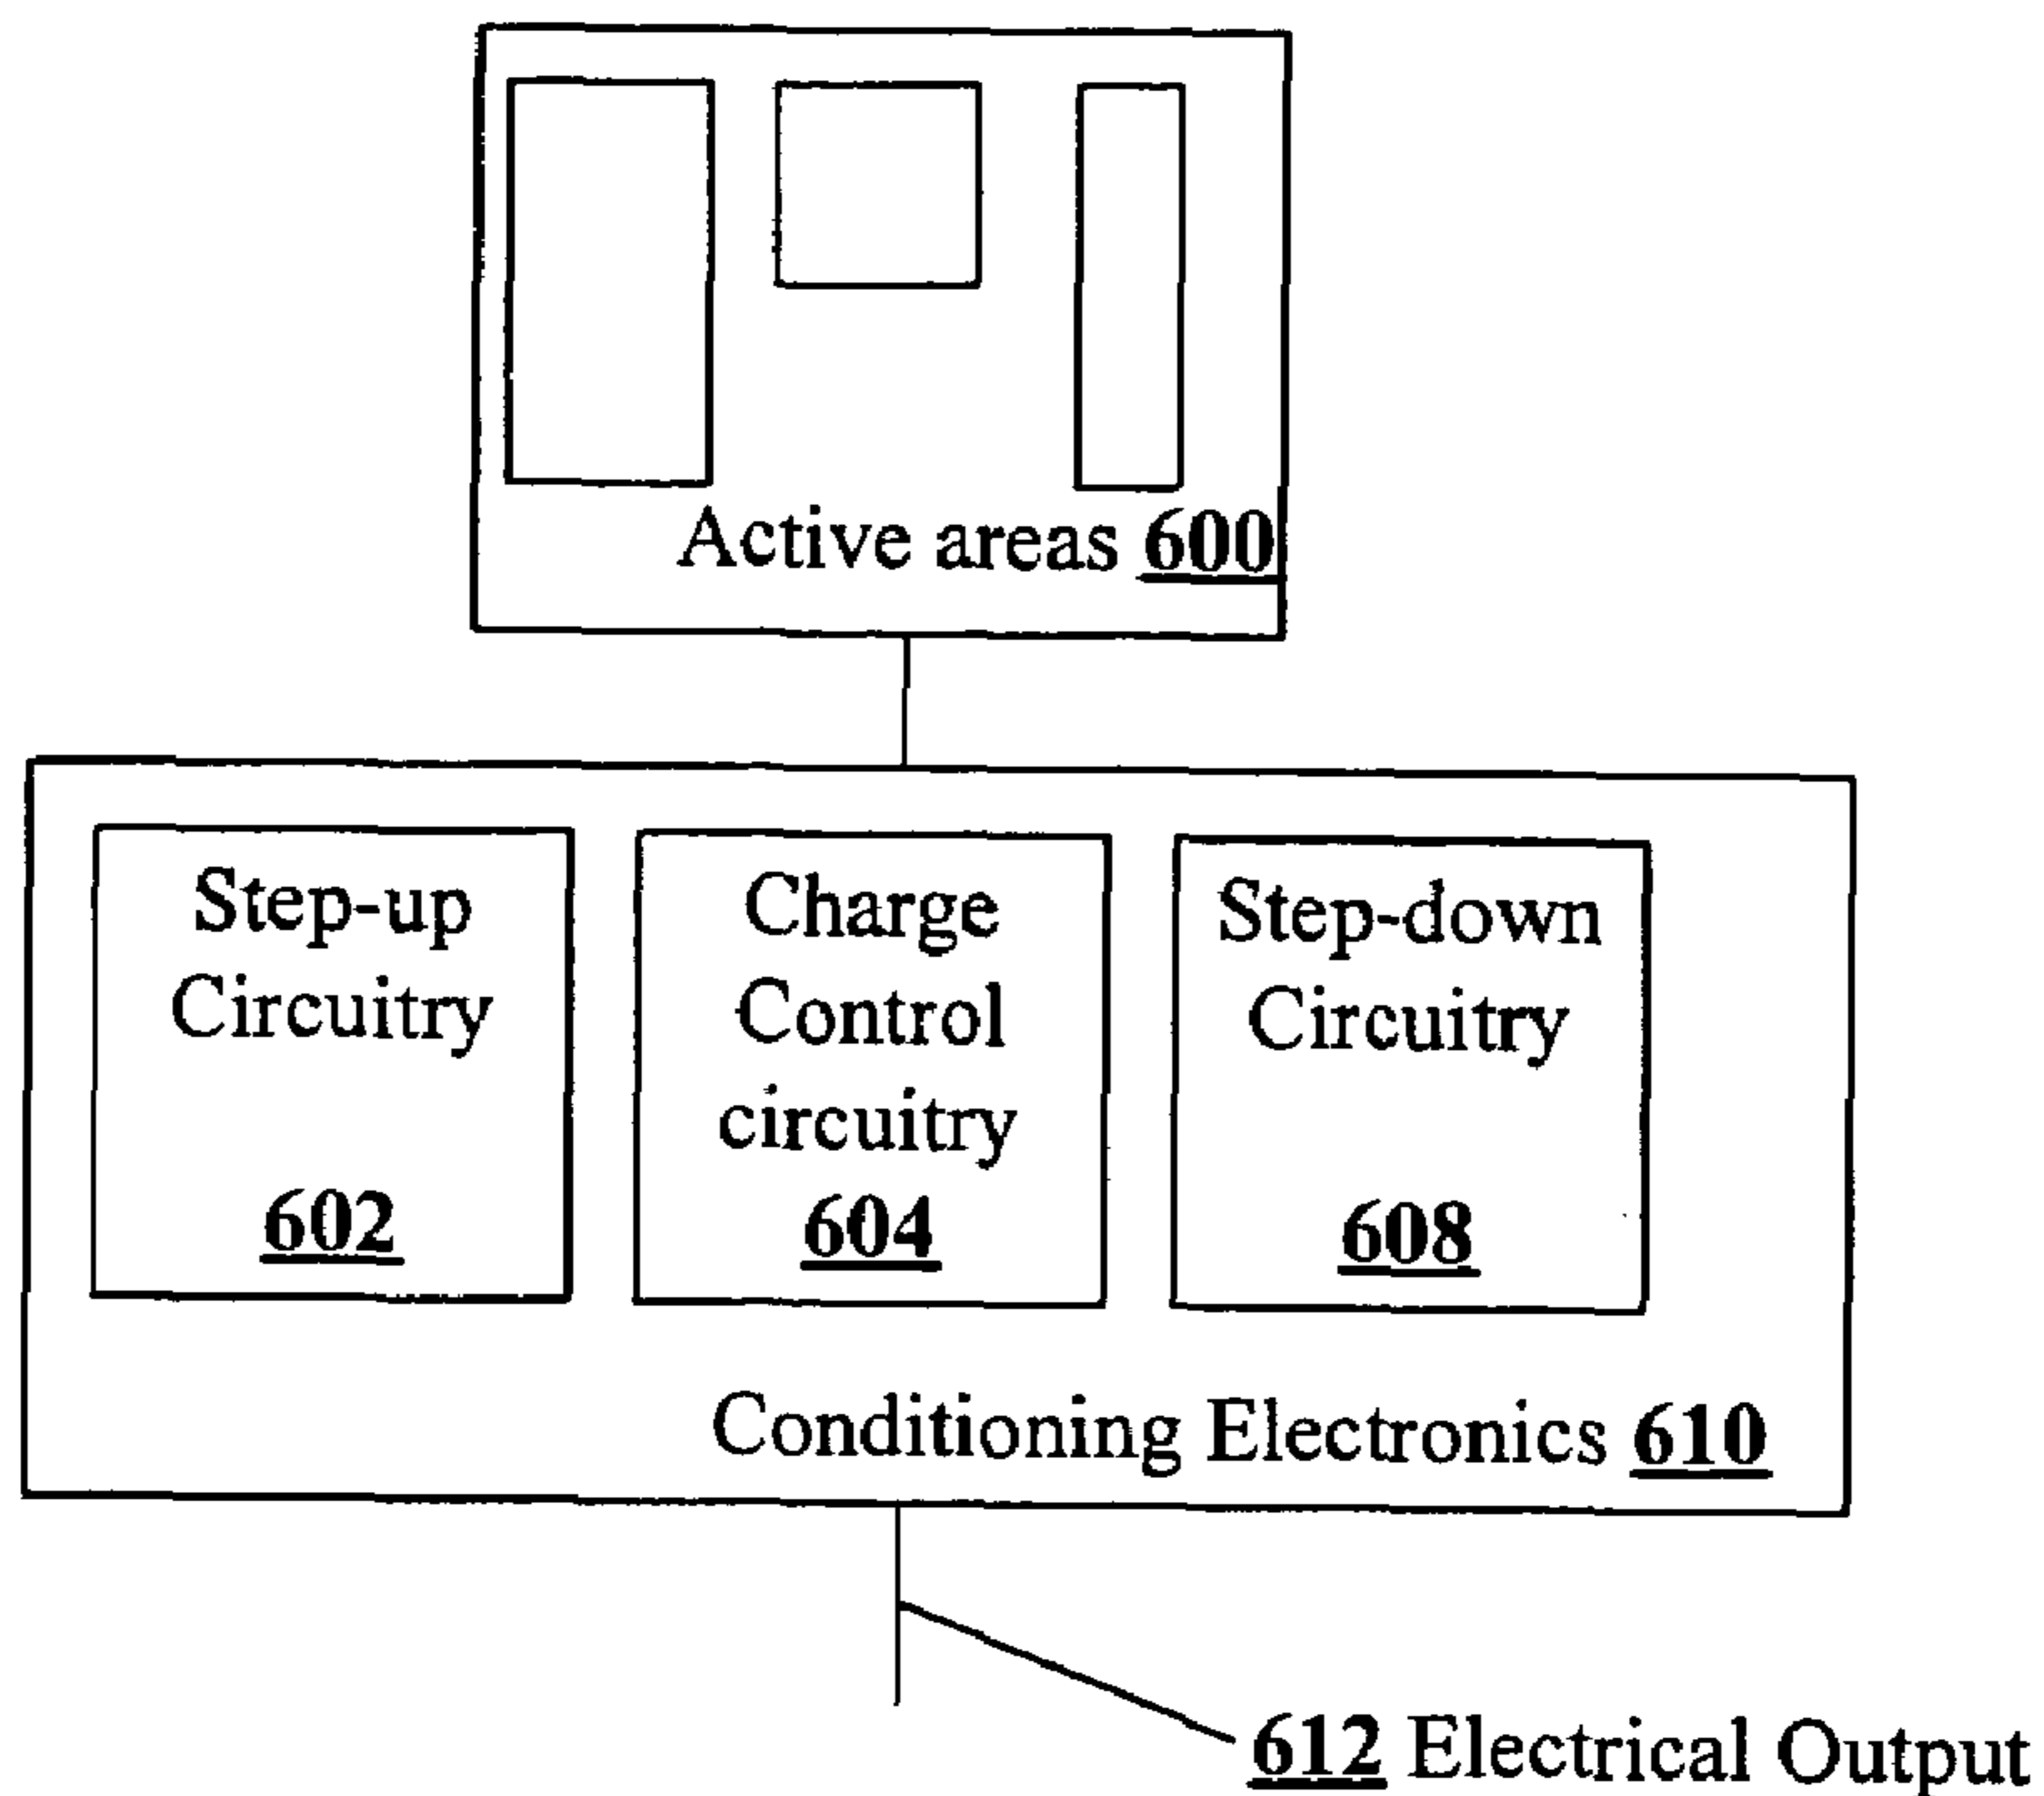 Active areas 600
Step-up
Circuitry
602
Charge
Control
circuitry
604
Step-down
Circuitry
608
Conditioning Electronics 610
612 Electrical Output